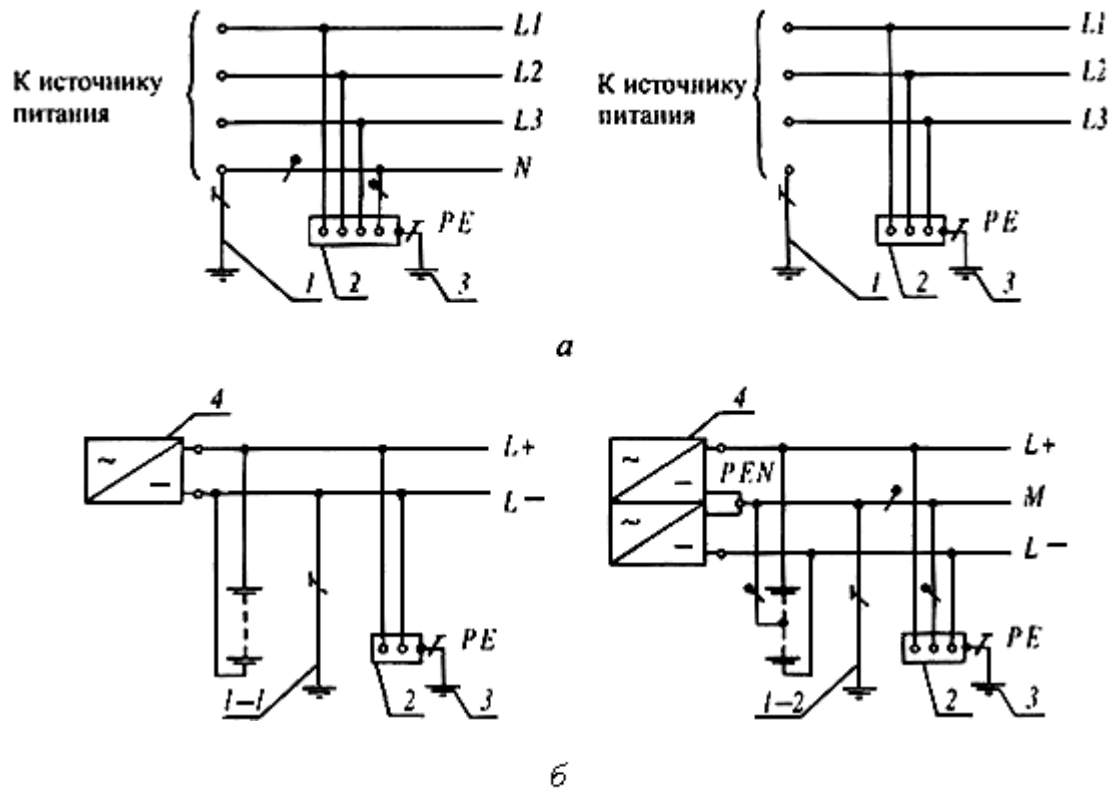 К источнику
питания
L1
L2
L3
N
PE
1
2
3
К источнику
питания
L1
L2
L3
PE
1
2
3
а
4
~
–
L+
L–
PE
1–1
2
3
4
~
–
~
–
PEN
L+
M
L–
PE
1–2
2
3
б